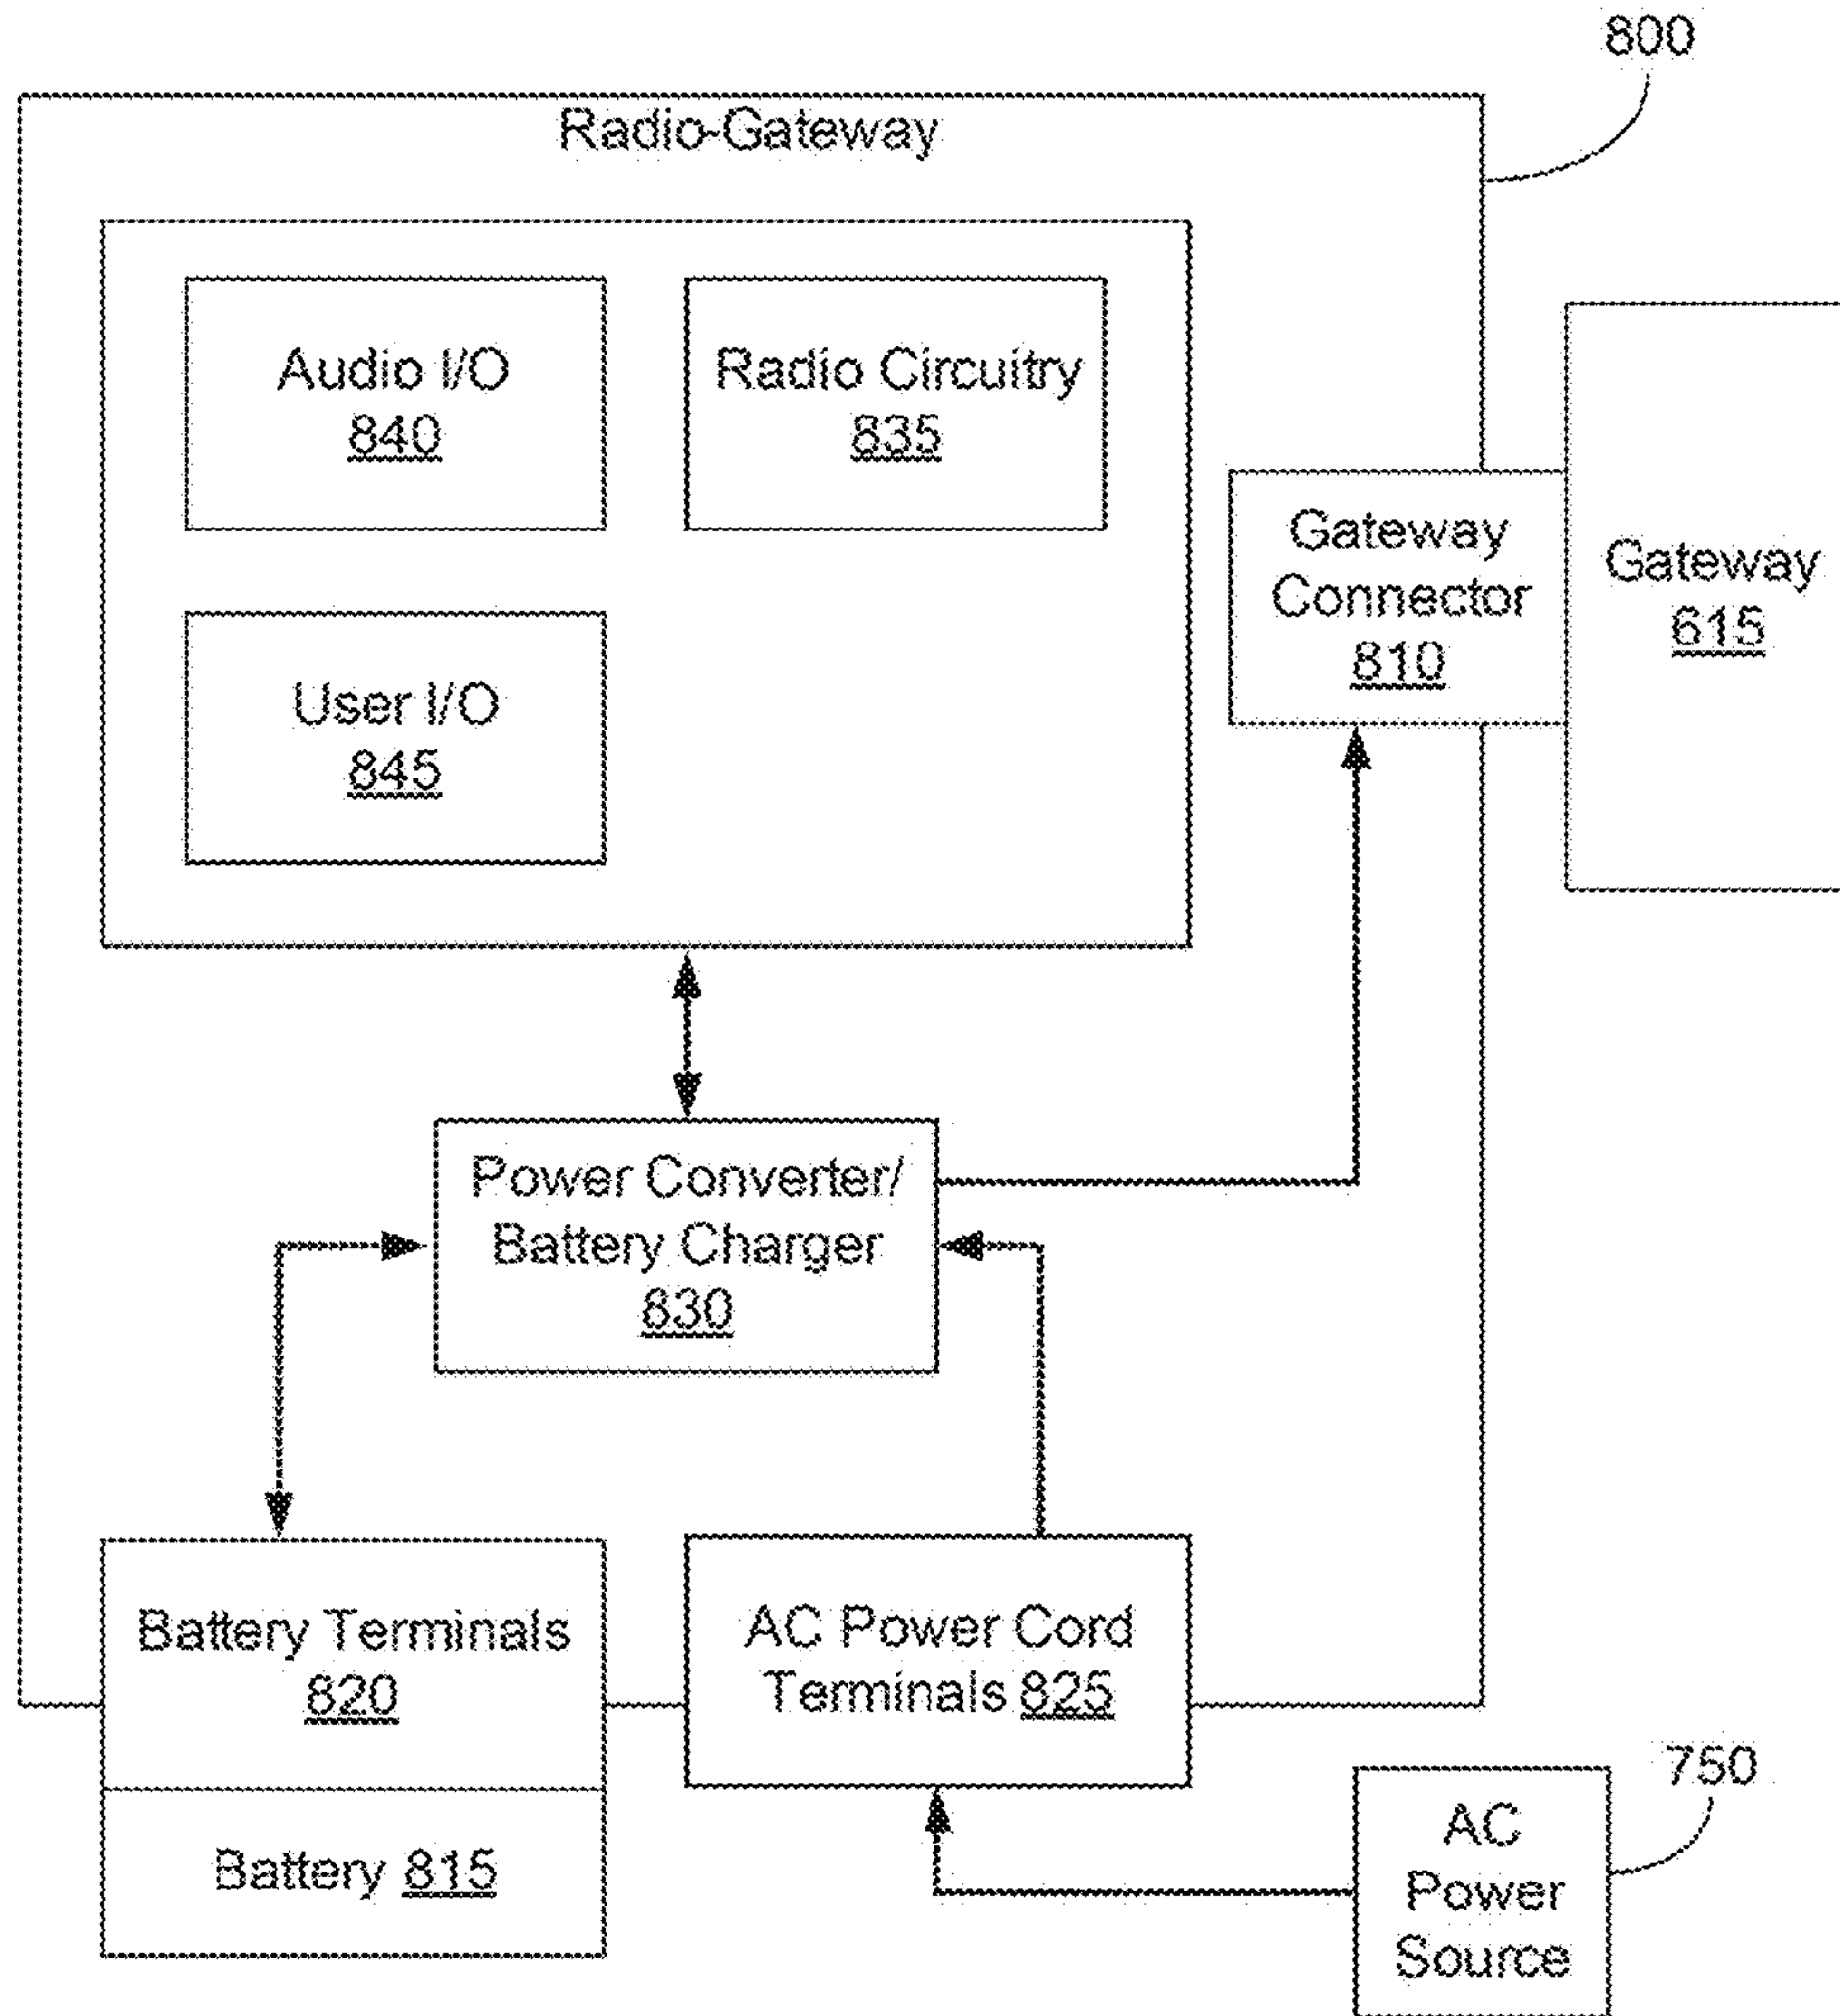 800
Radio-Gateway
Audio I/O
840
Radio Circuitry
835
Gateway
Connector
810
Gateway
615
User I/O
845
Power Converter/
Battery Charger
830
Battery Terminals
820
AC Power Cord
Terminals 825
750
Battery 815
AC
Power
Source